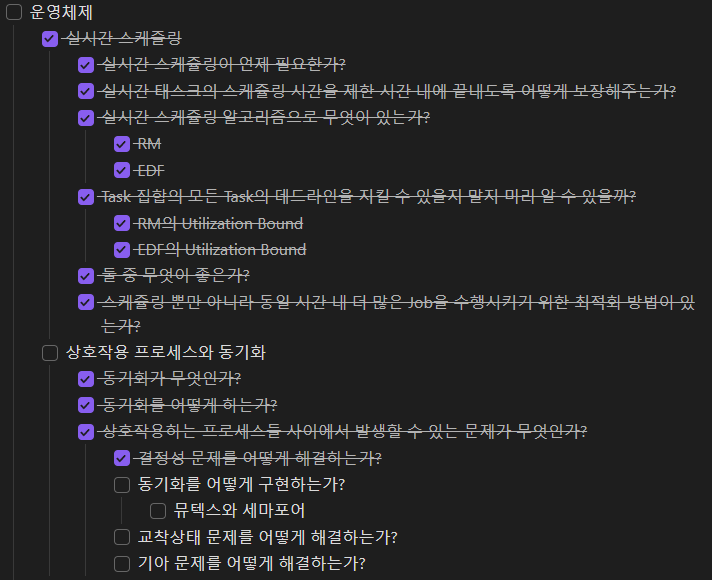 운영체제
실시간 스케쥴링
실시간 스케쥴링이 언제 필요한가?
실시간 태스크의 스케쥴링 시간을 제한 시간 내에 끝내도록 어떻게 보장해주는가?
실시간 스케쥴링 알고리즘으로 무엇이 있는가?
RM
EDF
Task 집합의 모든 Task의 데드라인을 지킬 수 있을지 말지 미리 알 수 있을까?
RM의 Utilization Bound
EDF의 Utilization Bound
둘 중 무엇이 좋은가?
스케쥴링 뿐만 아니라 동일 시간 내 더 많은 Job을 수행시키기 위한 최적화 방법이 있
는가?
상호작용 프로세스와 동기화
동기화가 무엇인가?
동기화를 어떻게 하는가?
상호작용하는 프로세스들 사이에서 발생할 수 있는 문제가 무엇인가?
결정성 문제를 어떻게 해결하는가?
동기화를 어떻게 구현하는가?
뮤텍스와 세마포어
교착상태 문제를 어떻게 해결하는가?
기아 문제를 어떻게 해결하는가?